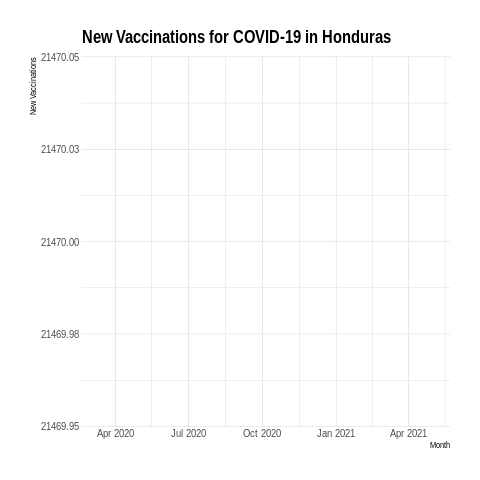 New Vaccinations for COVID-19 in Honduras
New Vaccinations
21470.05
21470.03
21470.00
21469.98
21469.95
Apr 2020
Jul 2020
Oct 2020
Jan 2021
Apr 2021
Month